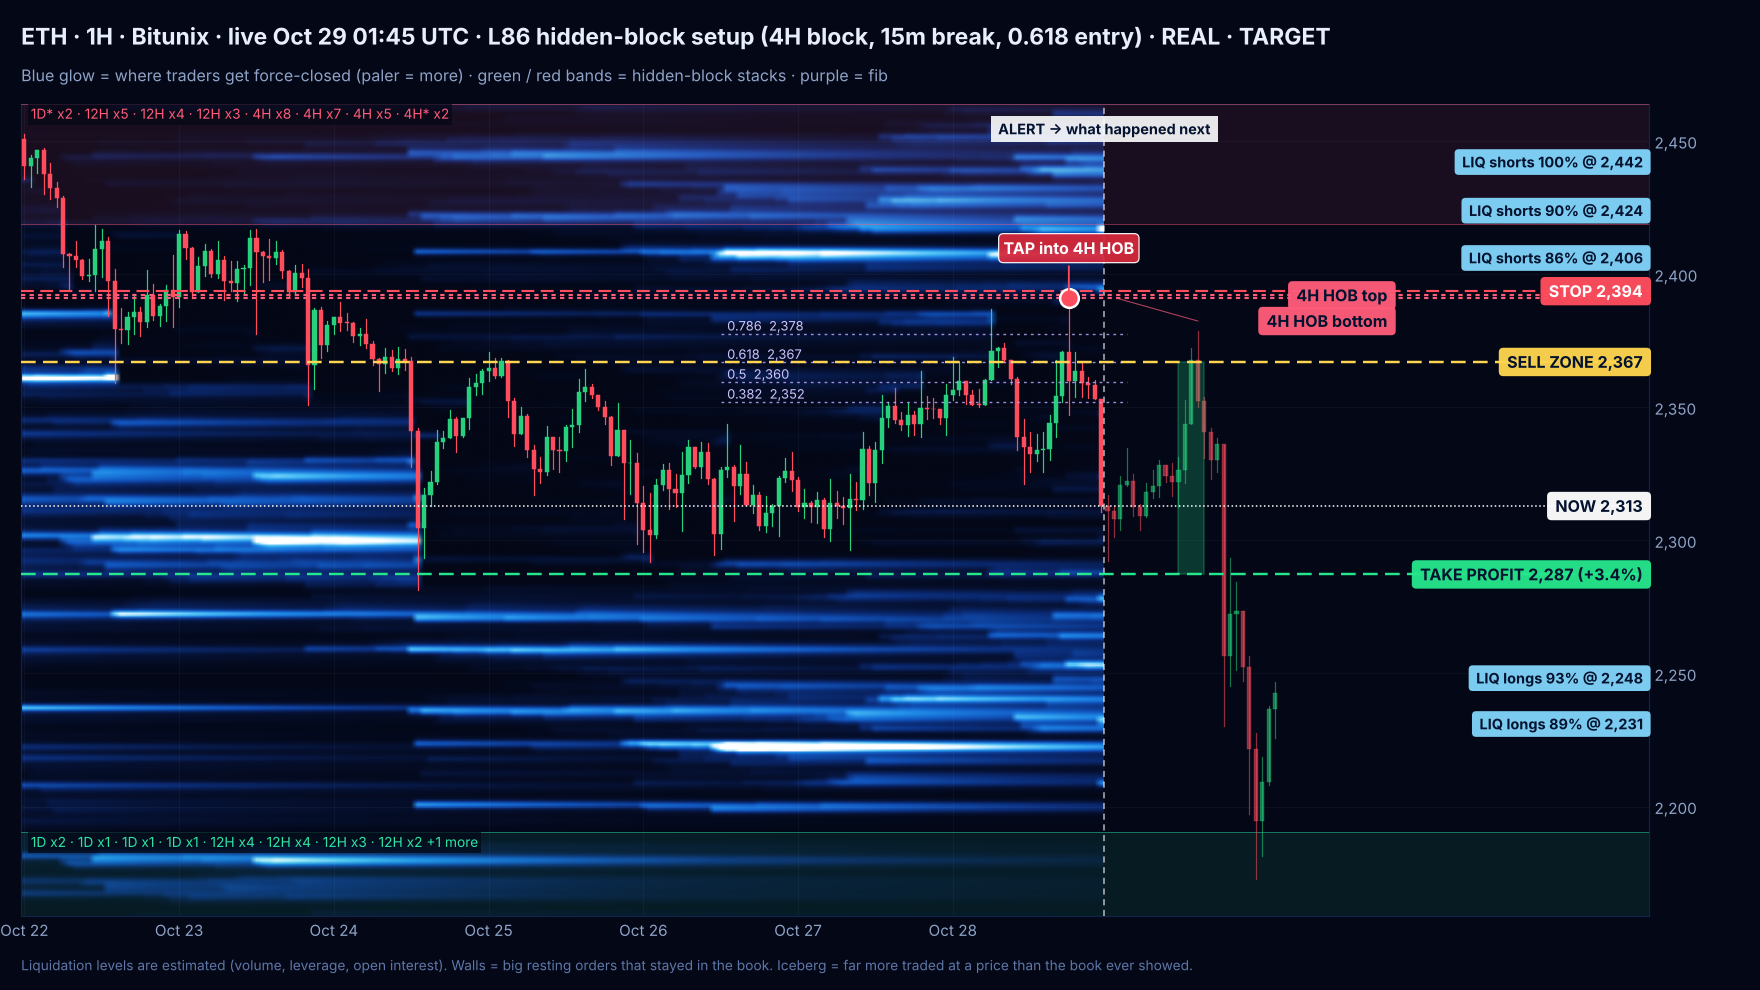 ETH · 1H · Bitunix · live Oct 29 01:45 UTC · L86 hidden-block setup (4H block, 15m break, 0.618 entry) · REAL · TARGET
Blue glow = where traders get force-closed (paler = more) · green / red bands = hidden-block stacks · purple = fib
1D* x2 · 12H x5 · 12H x4 · 12H x3 · 4H x8 · 4H x7 · 4H x5 · 4H* x2
ALERT → what happened next
2,450
LIQ shorts 100% @ 2,442
LIQ shorts 90% @ 2,424
TAP into 4H HOB
LIQ shorts 86% @ 2,406
2,400
STOP 2,394
4H HOB top
4H HOB bottom
0.786 2,378
0.618 2,367
SELL ZONE 2,367
0.5 2,360
0.382 2,352
2,350
NOW 2,313
2,300
TAKE PROFIT 2,287 (+3.4%)
LIQ longs 93% @ 2,248
2,250
LIQ longs 89% @ 2,231
2,200
1D x2 · 1D x1 · 1D x1 · 1D x1 · 12H x4 · 12H x4 · 12H x3 · 12H x2 +1 more
Oct 22
Oct 23
Oct 24
Oct 25
Oct 26
Oct 27
Oct 28
Liquidation levels are estimated (volume, leverage, open interest). Walls = big resting orders that stayed in the book. Iceberg = far more traded at a price than the book ever showed.